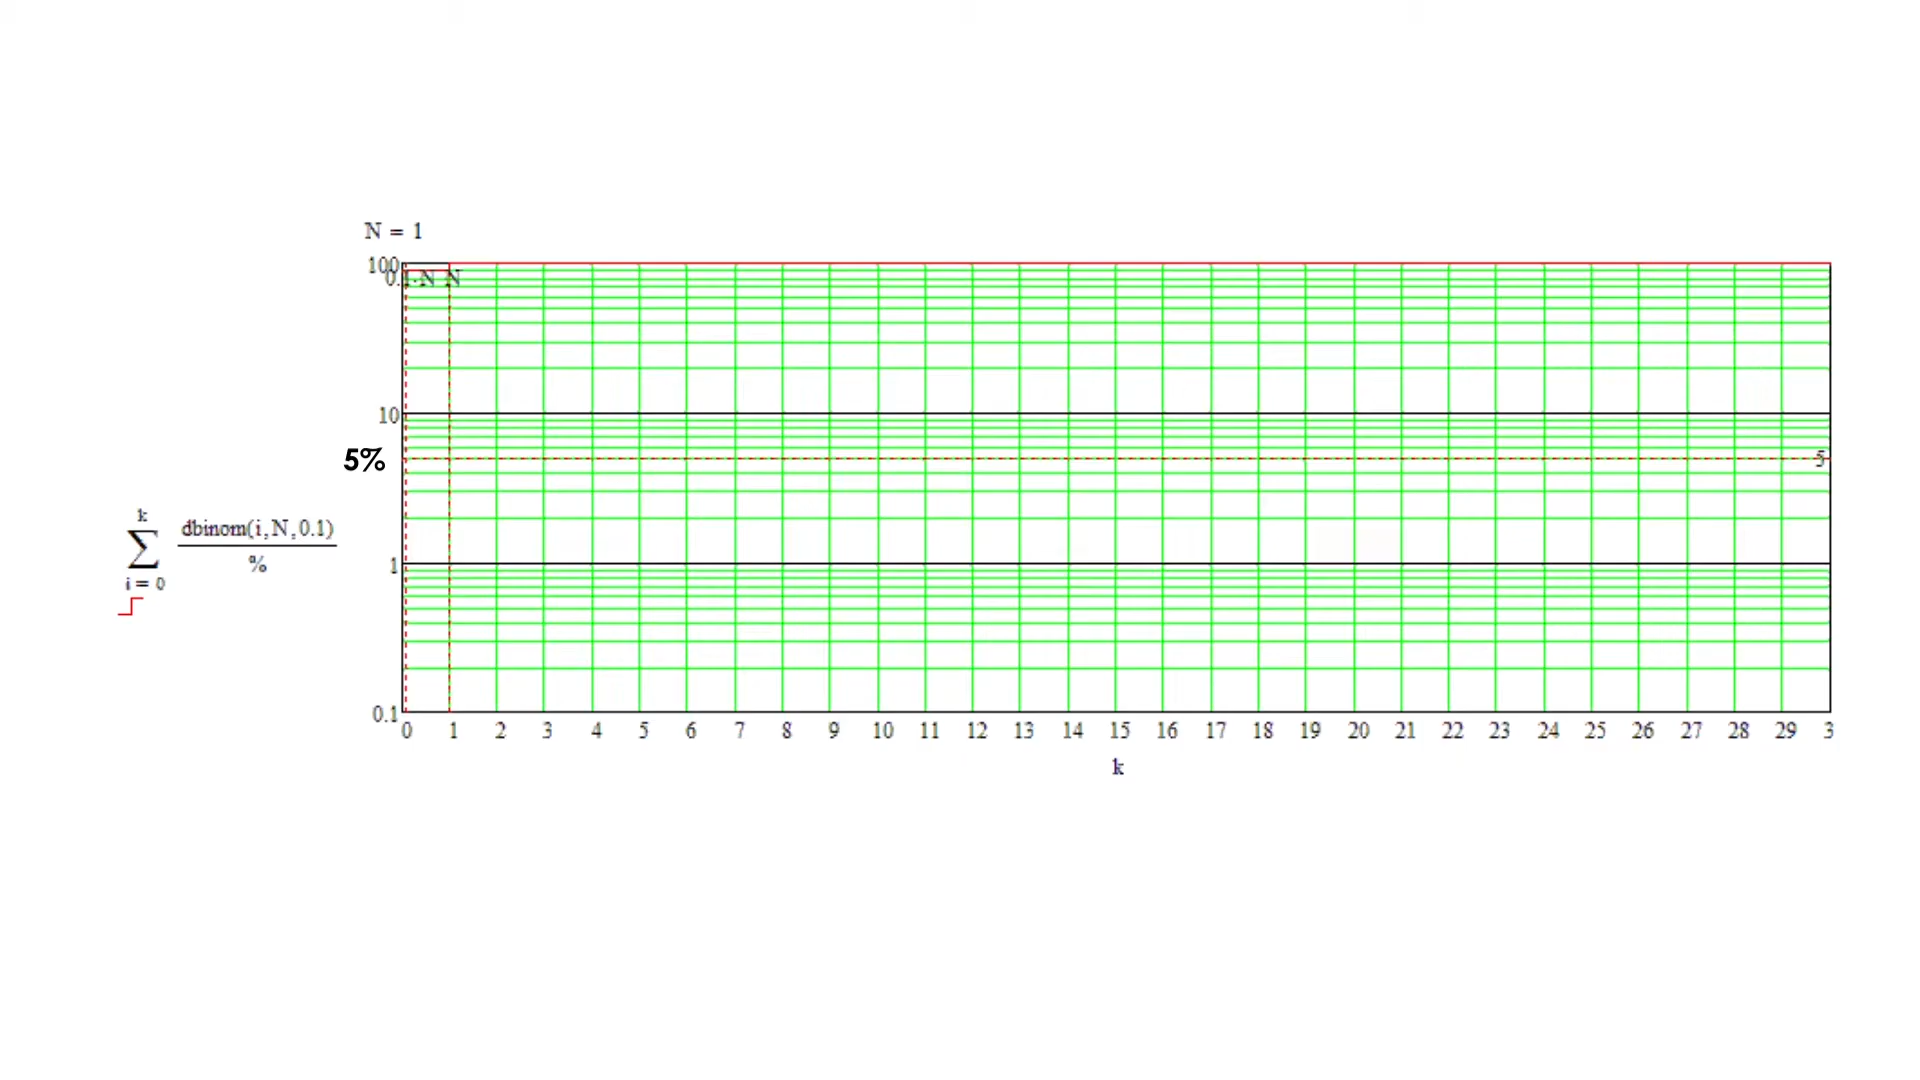 N = 1
100
0.1·N N
10
5%
5
k
∑ dbinom(i,N,0.1)
%
i = 0
1
0.1
0 1 2 3 4 5 6 7 8 9 10 11 12 13 14 15 16 17 18 19 20 21 22 23 24 25 26 27 28 29 3
k